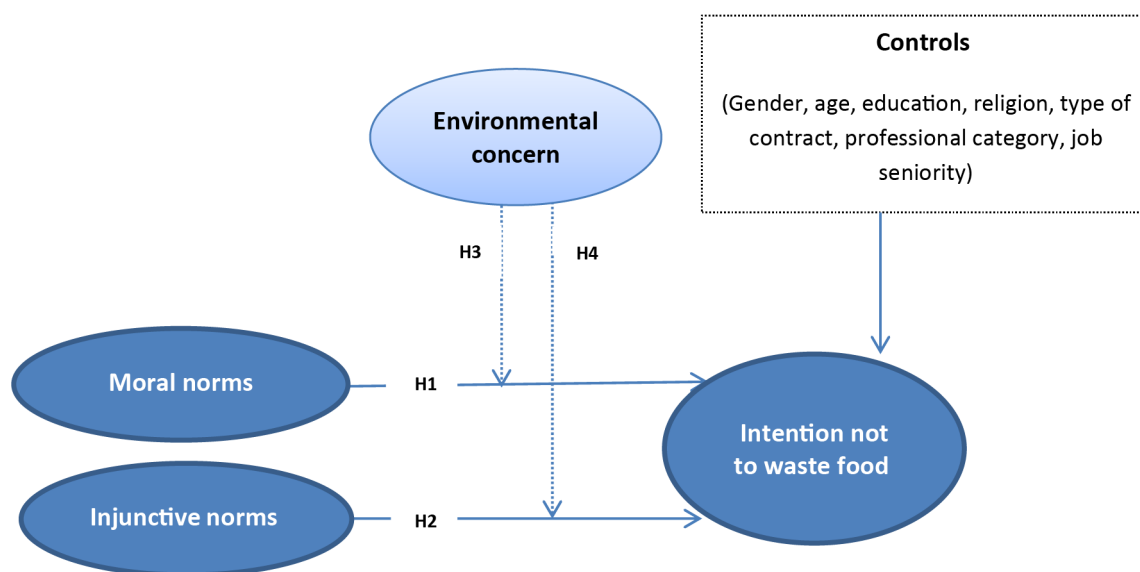 Controls
(Gender, age, education, religion, type of
contract, professional category, job
seniority)
Environmental
concern
H3
H4
Moral norms
H1
Intention not
to waste food
Injunctive norms
H2